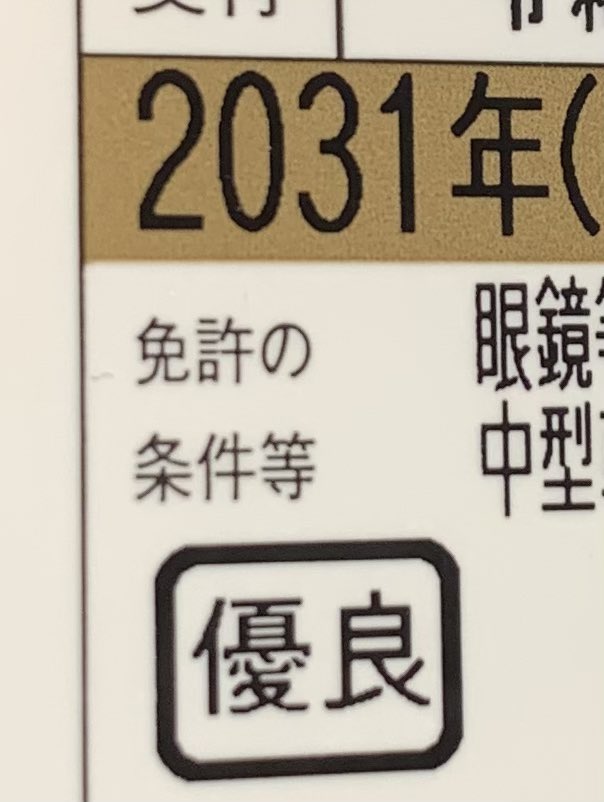 2031年(
免許の 眼鏡
条件等 中型
優良